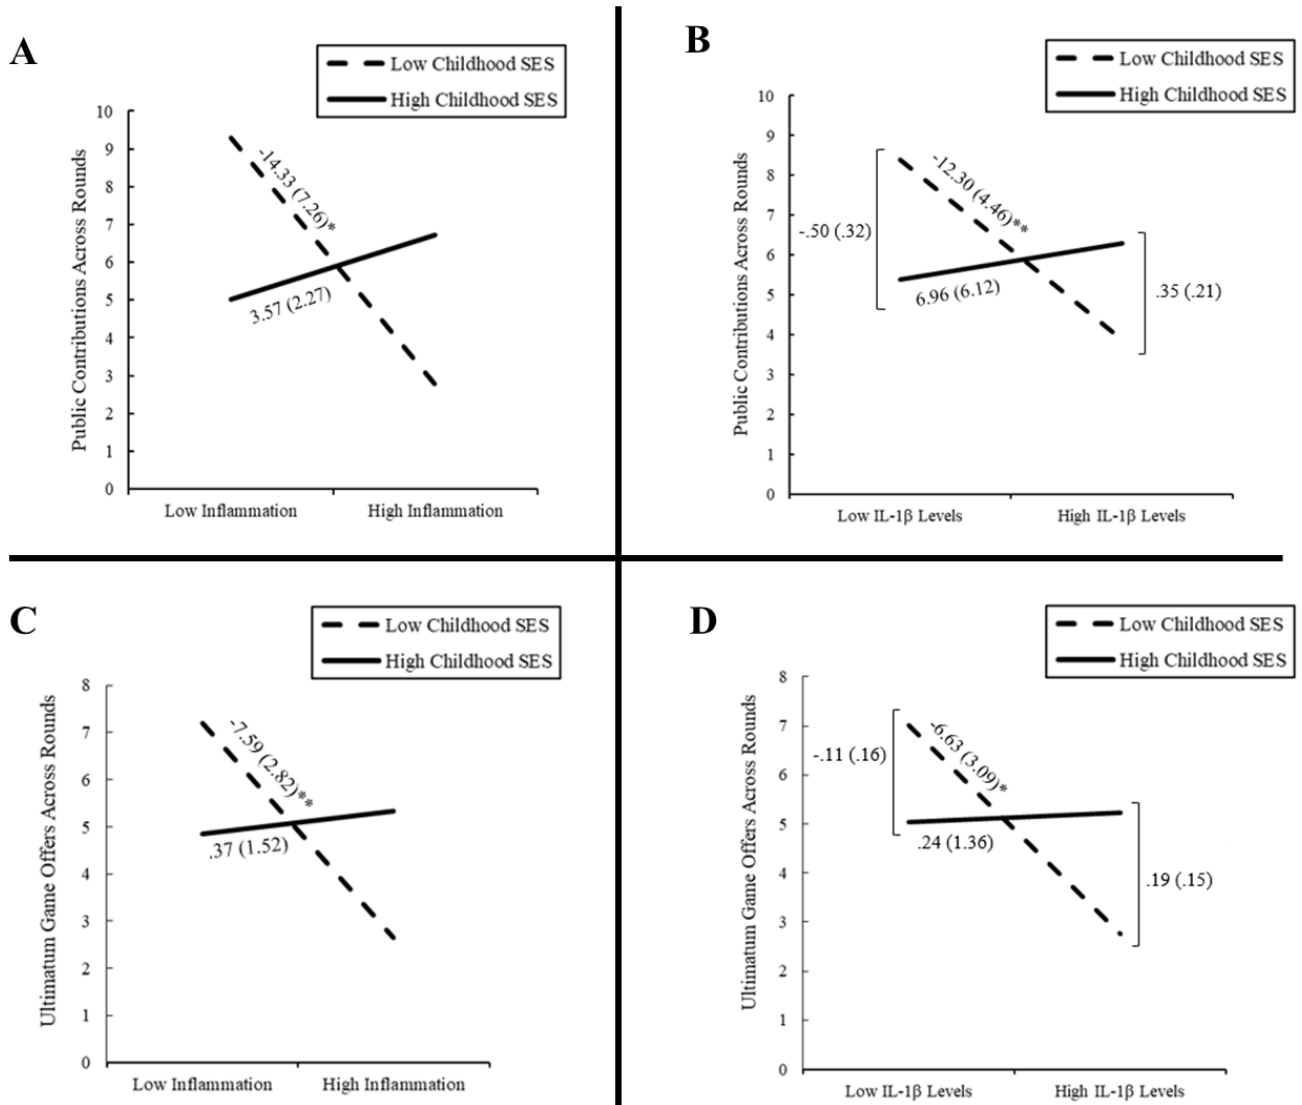 A
Low Childhood SES
High Childhood SES
Public Contributions Across Rounds
10
9
8
7
6
5
4
3
2
1
0
-14.33 (7.26)*
3.57 (2.27)
Low Inflammation
High Inflammation
B
Low Childhood SES
High Childhood SES
Public Contributions Across Rounds
10
9
8
7
6
5
4
3
2
1
0
-.50 (.32)
-12.30 (4.46)**
6.96 (6.12)
.35 (.21)
Low IL-1β Levels
High IL-1β Levels
C
Low Childhood SES
High Childhood SES
Ultimatum Game Offers Across Rounds
8
7
6
5
4
3
2
1
0
-7.59 (2.82)**
.37 (1.52)
Low Inflammation
High Inflammation
D
Low Childhood SES
High Childhood SES
Ultimatum Game Offers Across Rounds
8
7
6
5
4
3
2
1
0
-.11 (.16)
-6.63 (3.09)*
.24 (1.36)
.19 (.15)
Low IL-1β Levels
High IL-1β Levels